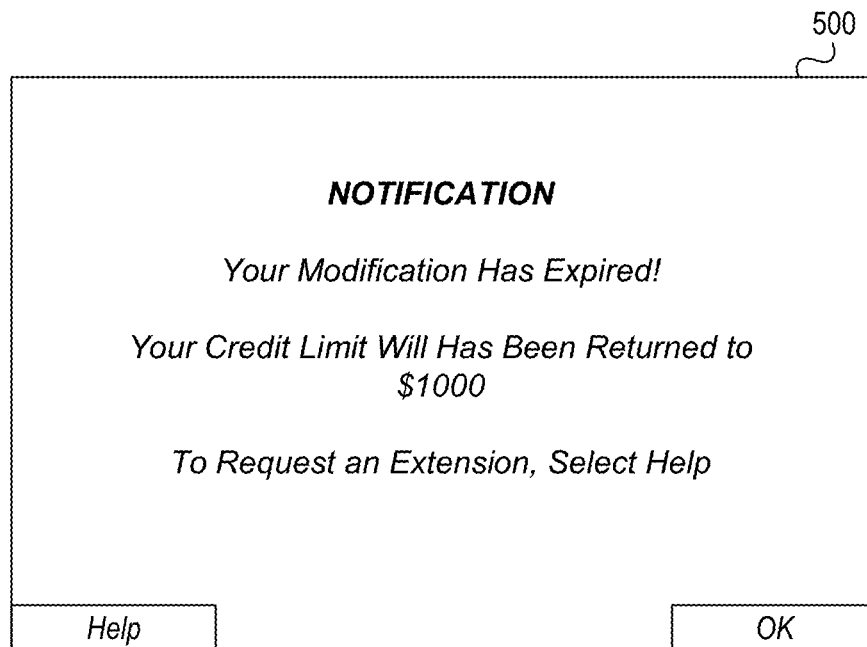 500
NOTIFICATION
Your Modification Has Expired!
Your Credit Limit Will Has Been Returned to
$1000
To Request an Extension, Select Help
Help
OK